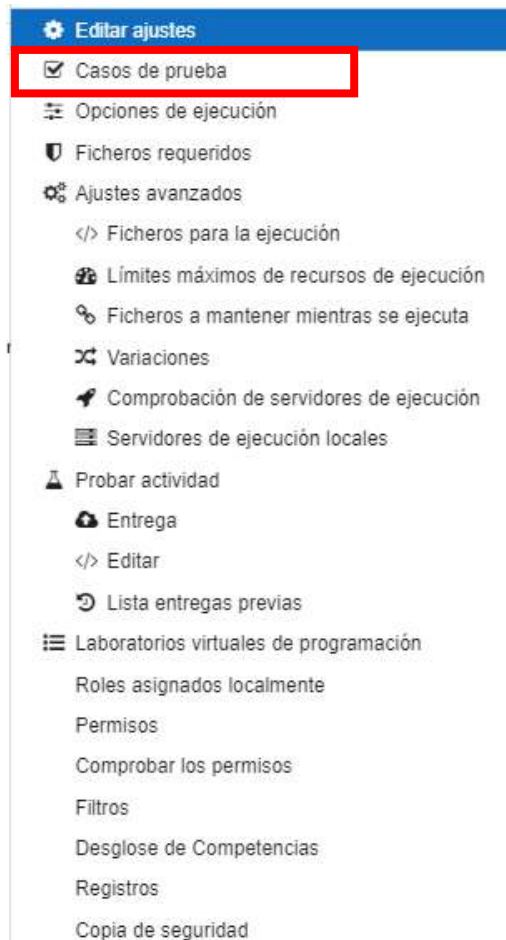 Editar ajustes
Casos de prueba
Opciones de ejecución
Ficheros requeridos
Ajustes avanzados
</> Ficheros para la ejecución
Límites máximos de recursos de ejecución
Ficheros a mantener mientras se ejecuta
Variaciones
Comprobación de servidores de ejecución
Servidores de ejecución locales
Probar actividad
Entrega
</> Editar
Lista entregas previas
Laboratorios virtuales de programación
Roles asignados localmente
Permisos
Comprobar los permisos
Filtros
Desglose de Competencias
Registros
Copia de seguridad